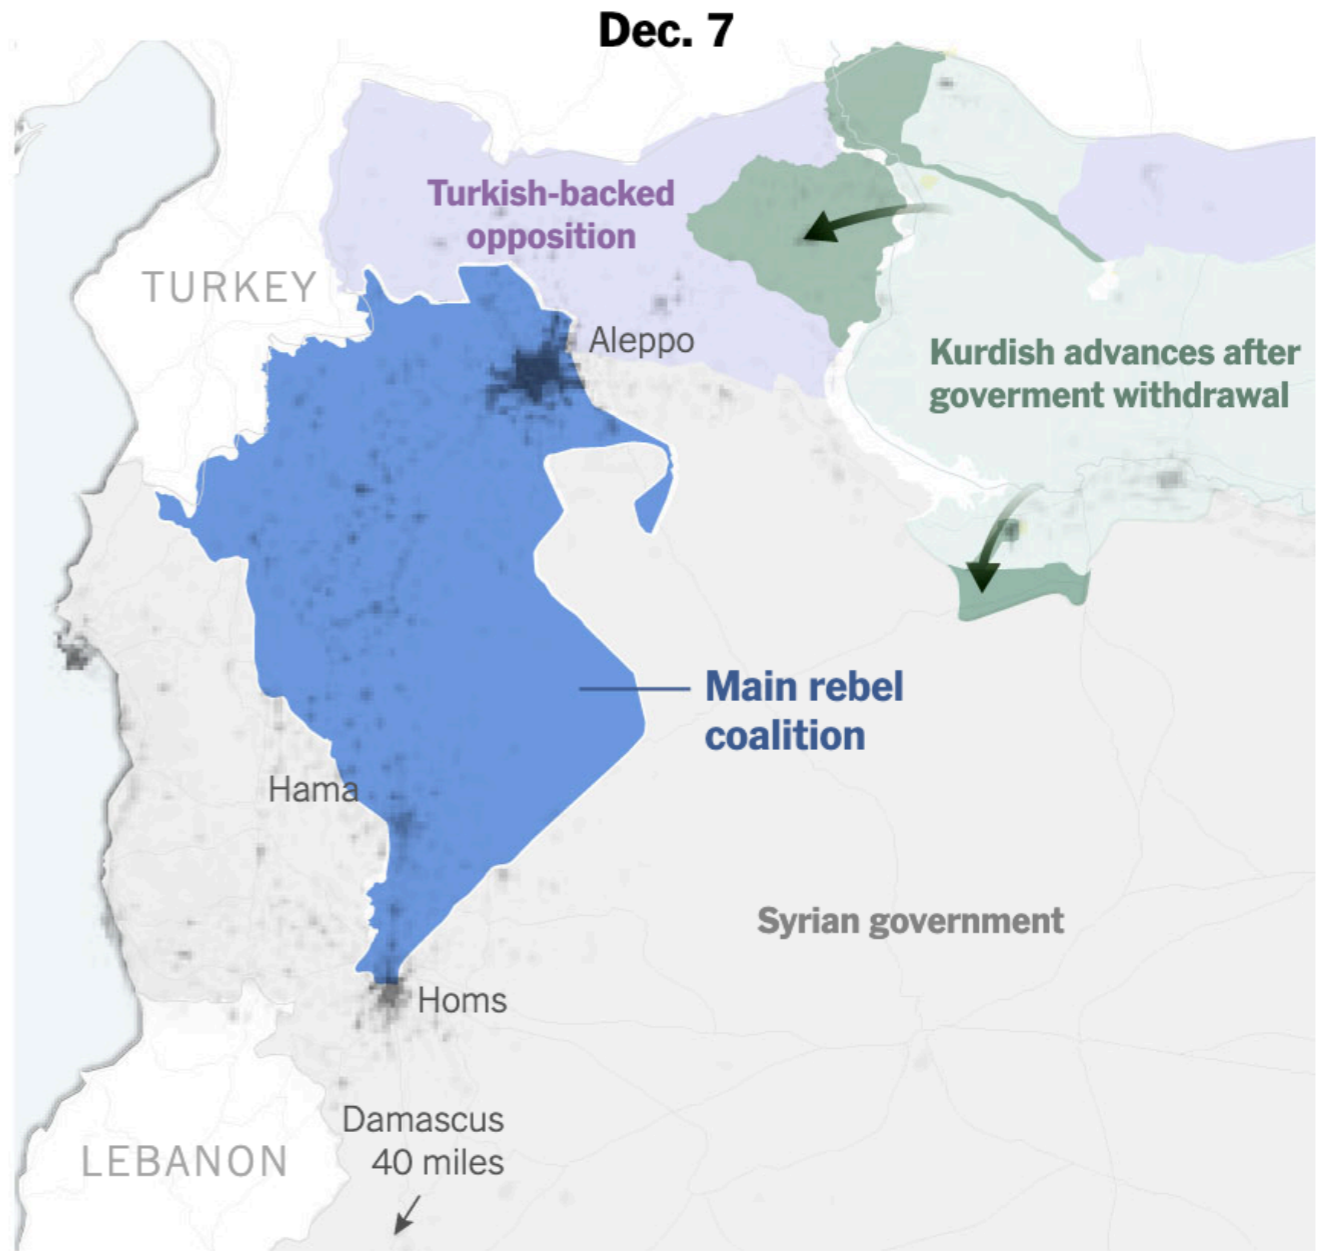 Dec. 7
Turkish-backed
opposition
TURKEY
Aleppo
Kurdish advances after
goverment withdrawal
Main rebel
coalition
Hama
Syrian government
Homs
Damascus
40 miles
LEBANON